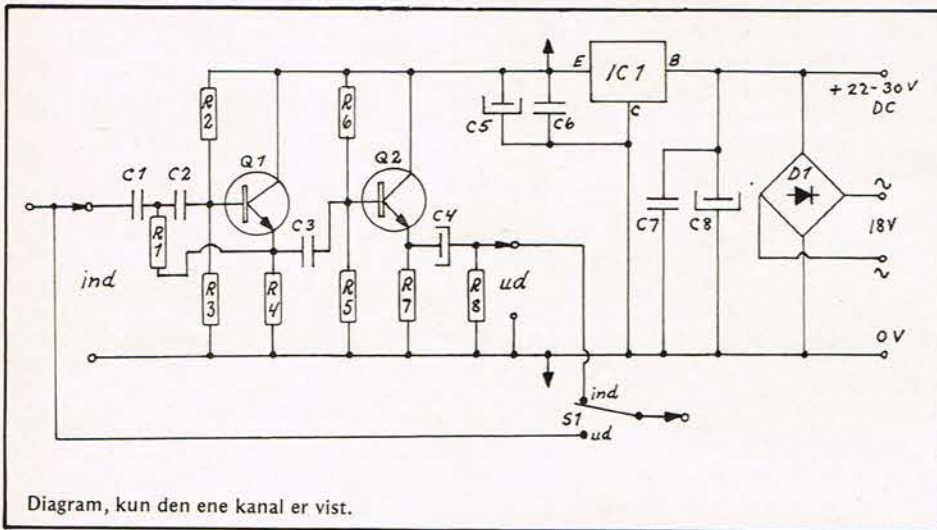 E
IC1
B
+22-30V
DC
R2
R6
C5
C6
C
Q1
Q2
D1
C1
C2
C3
C4
C7
C8
~
18V
~
R1
ind
R3
R4
R5
R7
R8
ud
0V
ind
S1
ud
Diagram, kun den ene kanal er vist.